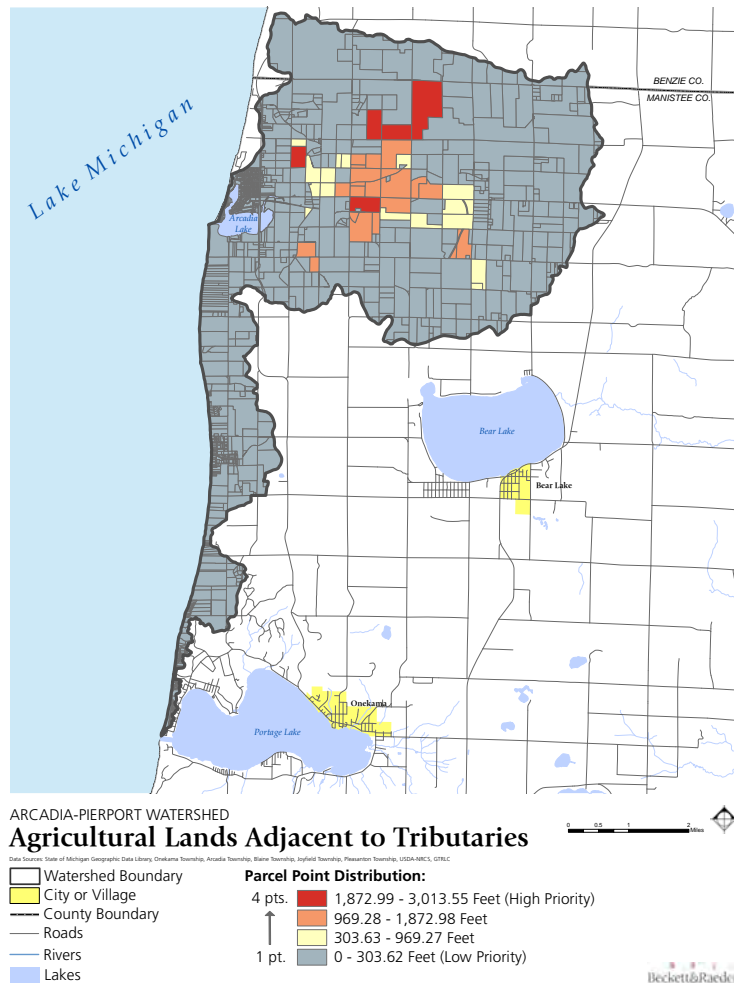 BENZIE CO.
MANISTEE CO.
Lake Michigan
Arcadia
Lake
Bear Lake
Bear Lake
Onekama
Portage Lake
ARCADIA-PIERPORT WATERSHED
Agricultural Lands Adjacent to Tributaries
0 0.5 1 2 Miles
Data Sources: State of Michigan Geographic Data Library, Onekama Township, Arcadia Township, Blaine Township, Joyfield Township, Pleasanton Township, USDA-NRCS, GTRLC
Watershed Boundary
City or Village
County Boundary
Roads
Rivers
Lakes
Parcel Point Distribution:
4 pts. 1,872.99 - 3,013.55 Feet (High Priority)
969.28 - 1,872.98 Feet
303.63 - 969.27 Feet
1 pt. 0 - 303.62 Feet (Low Priority)
Beckett&Raeder